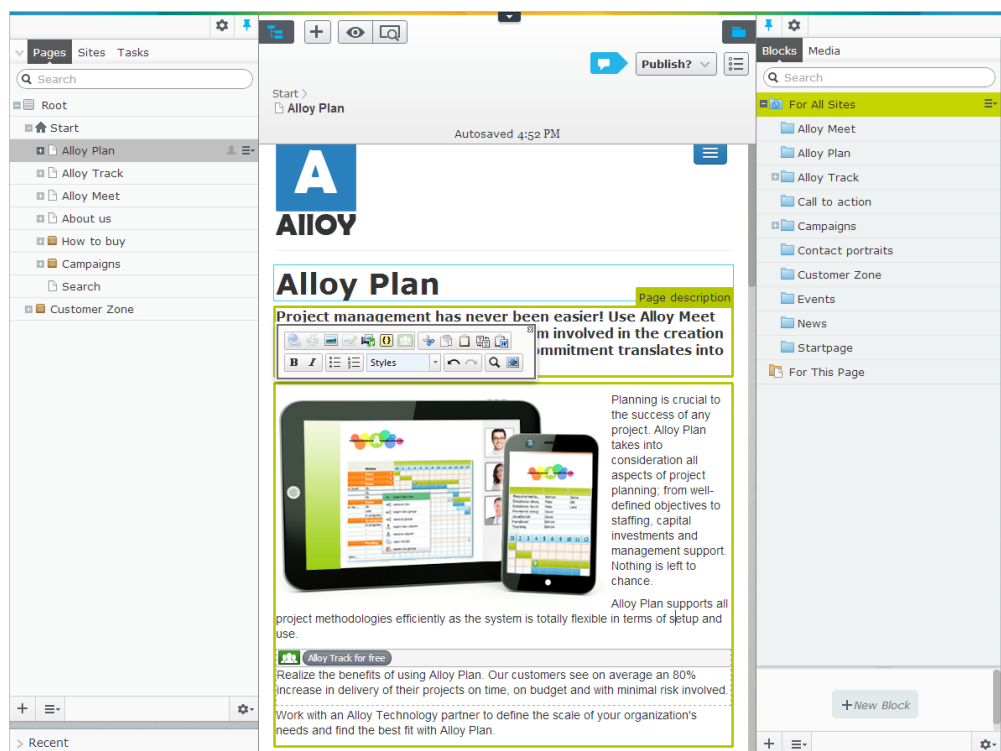 Pages Sites Tasks
Search
Root
Start
Alloy Plan
Alloy Track
Alloy Meet
About us
How to buy
Campaigns
Search
Customer Zone
Recent
Publish?
Start
Alloy Plan
Autosaved 4:52 PM
A
Alloy
Alloy Plan
Page description
Project management has never been easier! Use Alloy Meet
m involved in the creation
ommitment translates into
B I Styles
Planning is crucial to
the success of any
project. Alloy Plan
takes into
consideration all
aspects of project
planning; from well-
defined objectives to
staffing, capital
investments and
management support.
Nothing is left to
chance.
Alloy Plan supports all
project methodologies efficiently as the system is totally flexible in terms of setup and
use.
Alloy Track for free
Realize the benefits of using Alloy Plan. Our customers see on average an 80%
increase in delivery of their projects on time, on budget and with minimal risk involved.
Work with an Alloy Technology partner to define the scale of your organization's
needs and find the best fit with Alloy Plan.
Blocks Media
Search
For All Sites
Alloy Meet
Alloy Plan
Alloy Track
Call to action
Campaigns
Contact portraits
Customer Zone
Events
News
Startpage
For This Page
New Block